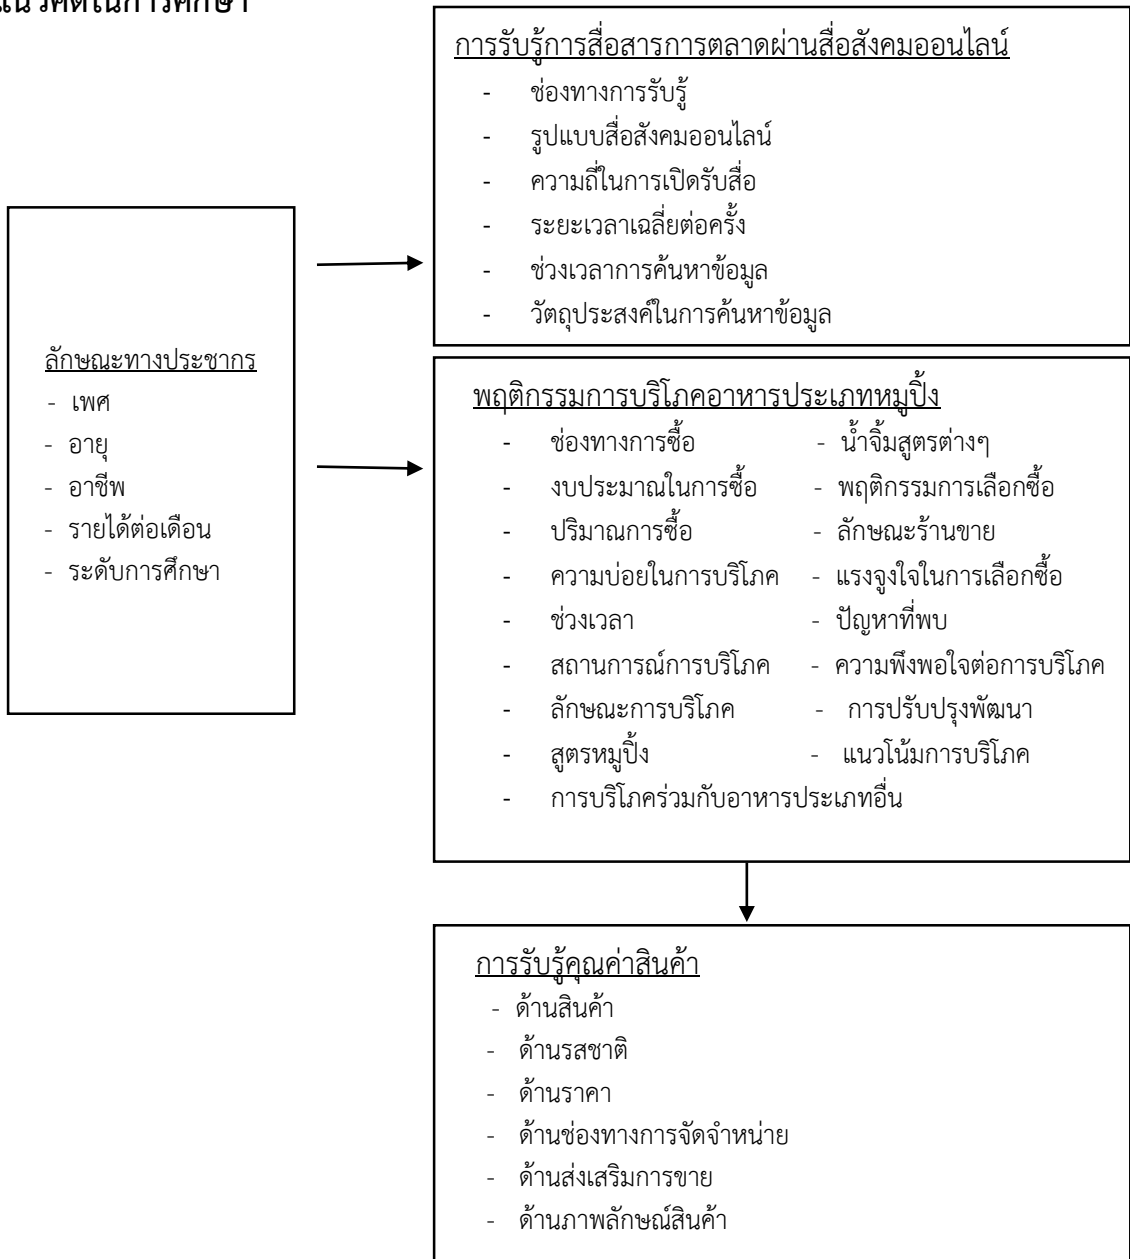 แนวคิดในการศึกษา
การรับรู้การสื่อสารการตลาดผ่านสื่อสังคมออนไลน์
- ช่องทางการรับรู้
- รูปแบบสื่อสังคมออนไลน์
- ความถี่ในการเปิดรับสื่อ
- ระยะเวลาเฉลี่ยต่อครั้ง
- ช่วงเวลาการค้นหาข้อมูล
- วัตถุประสงค์ในการค้นหาข้อมูล
ลักษณะทางประชากร
- เพศ
- อายุ
- อาชีพ
- รายได้ต่อเดือน
- ระดับการศึกษา
พฤติกรรมการบริโภคอาหารประเภทหมูปิ้ง
- ช่องทางการซื้อ - น้ำจิ้มสูตรต่างๆ
- งบประมาณในการซื้อ - พฤติกรรมการเลือกซื้อ
- ปริมาณการซื้อ - ลักษณะร้านขาย
- ความบ่อยในการบริโภค - แรงจูงใจในการเลือกซื้อ
- ช่วงเวลา - ปัญหาที่พบ
- สถานการณ์การบริโภค - ความพึงพอใจต่อการบริโภค
- ลักษณะการบริโภค - การปรับปรุงพัฒนา
- สูตรหมูปิ้ง - แนวโน้มการบริโภค
- การบริโภคร่วมกับอาหารประเภทอื่น
การรับรู้คุณค่าสินค้า
- ด้านสินค้า
- ด้านรสชาติ
- ด้านราคา
- ด้านช่องทางการจัดจำหน่าย
- ด้านส่งเสริมการขาย
- ด้านภาพลักษณ์สินค้า